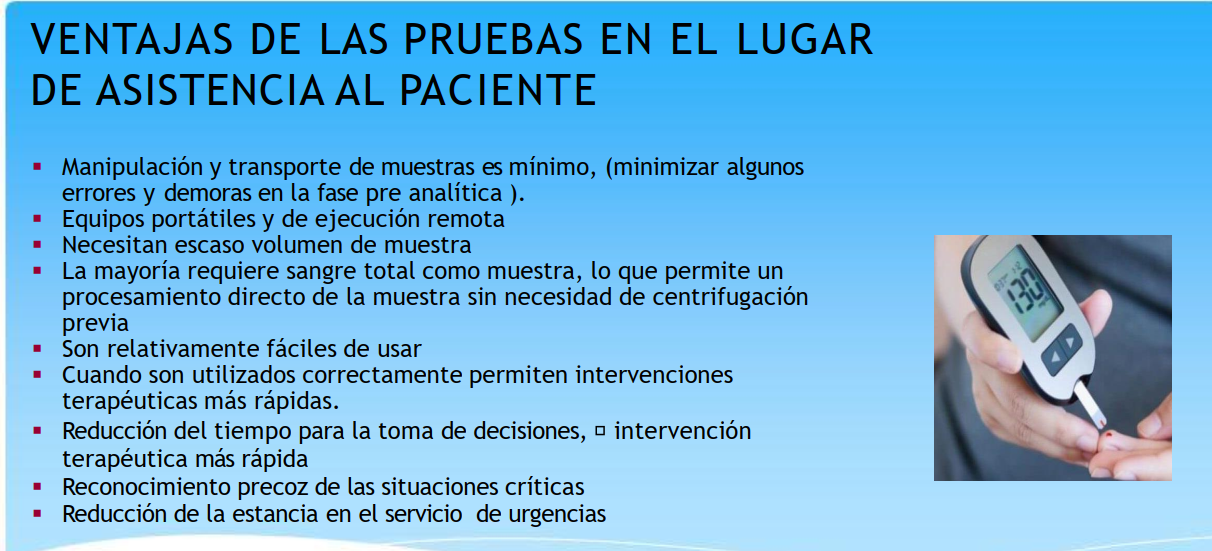 VENTAJAS DE LAS PRUEBAS EN EL LUGAR
DE ASISTENCIA AL PACIENTE
▪ Manipulación y transporte de muestras es mínimo, (minimizar algunos
errores y demoras en la fase pre analítica ).
▪ Equipos portátiles y de ejecución remota
▪ Necesitan escaso volumen de muestra
▪ La mayoría requiere sangre total como muestra, lo que permite un
procesamiento directo de la muestra sin necesidad de centrifugación
previa
▪ Son relativamente fáciles de usar
▪ Cuando son utilizados correctamente permiten intervenciones
terapéuticas más rápidas.
▪ Reducción del tiempo para la toma de decisiones, □ intervención
terapéutica más rápida
▪ Reconocimiento precoz de las situaciones críticas
▪ Reducción de la estancia en el servicio  de urgencias
130